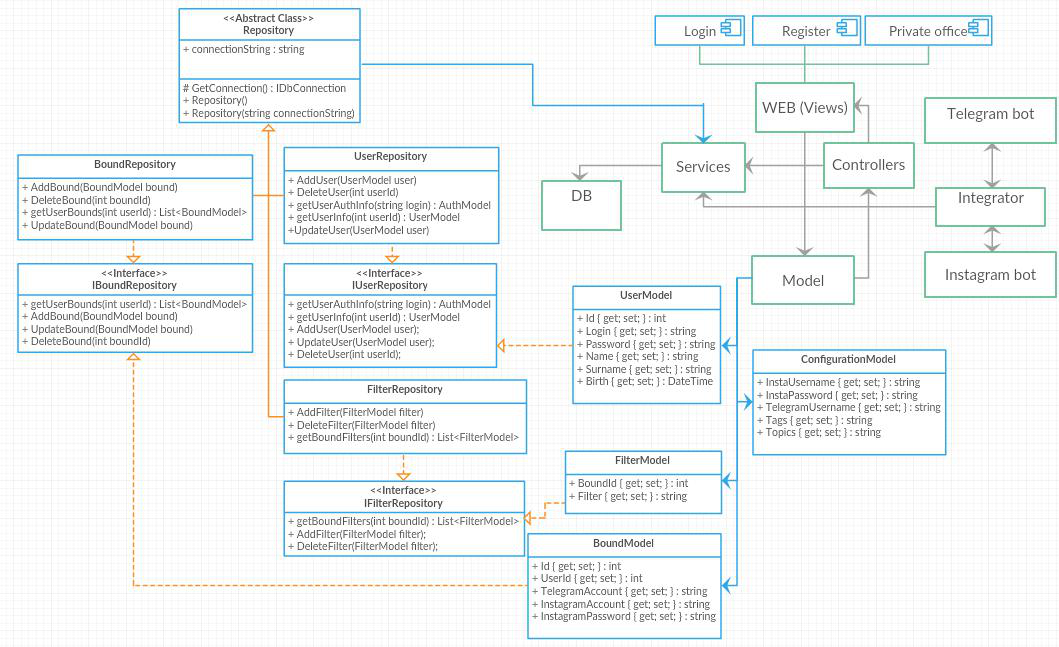 <<Abstract Class>>
Repository
+ connectionString : string
# GetConnection() : IDbConnection
+ Repository()
+ Repository(string connectionString)
Login
Register
Private office
WEB (Views)
Telegram bot
Services
Controllers
DB
Integrator
Model
Instagram bot
BoundRepository
+ AddBound(BoundModel bound)
+ DeleteBound(int boundId)
+ getUserBounds(int userId) : List<BoundModel>
+ UpdateBound(BoundModel bound)
UserRepository
+ AddUser(UserModel user)
+ DeleteUser(int userId)
+ getUserAuthInfo(string login) : AuthModel
+ getUserInfo(int userId) : UserModel
+UpdateUser(UserModel user)
<<Interface>>
IBoundRepository
+ getUserBounds(int userId) : List<BoundModel>
+ AddBound(BoundModel bound)
+ UpdateBound(BoundModel bound)
+ DeleteBound(int boundId)
<<Interface>>
IUserRepository
+ getUserAuthInfo(string login) : AuthModel
+ getUserInfo(int userId) : UserModel
+ AddUser(UserModel user);
+ UpdateUser(UserModel user);
+ DeleteUser(int userId);
UserModel
+ Id { get; set; } : int
+ Login { get; set; } : string
+ Password { get; set; } : string
+ Name { get; set; } : string
+ Surname { get; set; } : string
+ Birth { get; set; } : DateTime
ConfigurationModel
+ InstaUsername { get; set; } : string
+ InstaPassword { get; set; } : string
+ TelegramUsername { get; set; } : string
+ Tags { get; set; } : string
+ Topics { get; set; } : string
FilterRepository
+ AddFilter(FilterModel filter)
+ DeleteFilter(FilterModel filter)
+ getBoundFilters(int boundId) : List<FilterModel>
FilterModel
+ BoundId { get; set; } : int
+ Filter { get; set; } : string
<<Interface>>
IFilterRepository
+ getBoundFilters(int boundId) : List<FilterModel>
+ AddFilter(FilterModel filter);
+ DeleteFilter(FilterModel filter);
BoundModel
+ Id { get; set; } : int
+ UserId { get; set; } : int
+ TelegramAccount { get; set; } : string
+ InstagramAccount { get; set; } : string
+ InstagramPassword { get; set; } : string